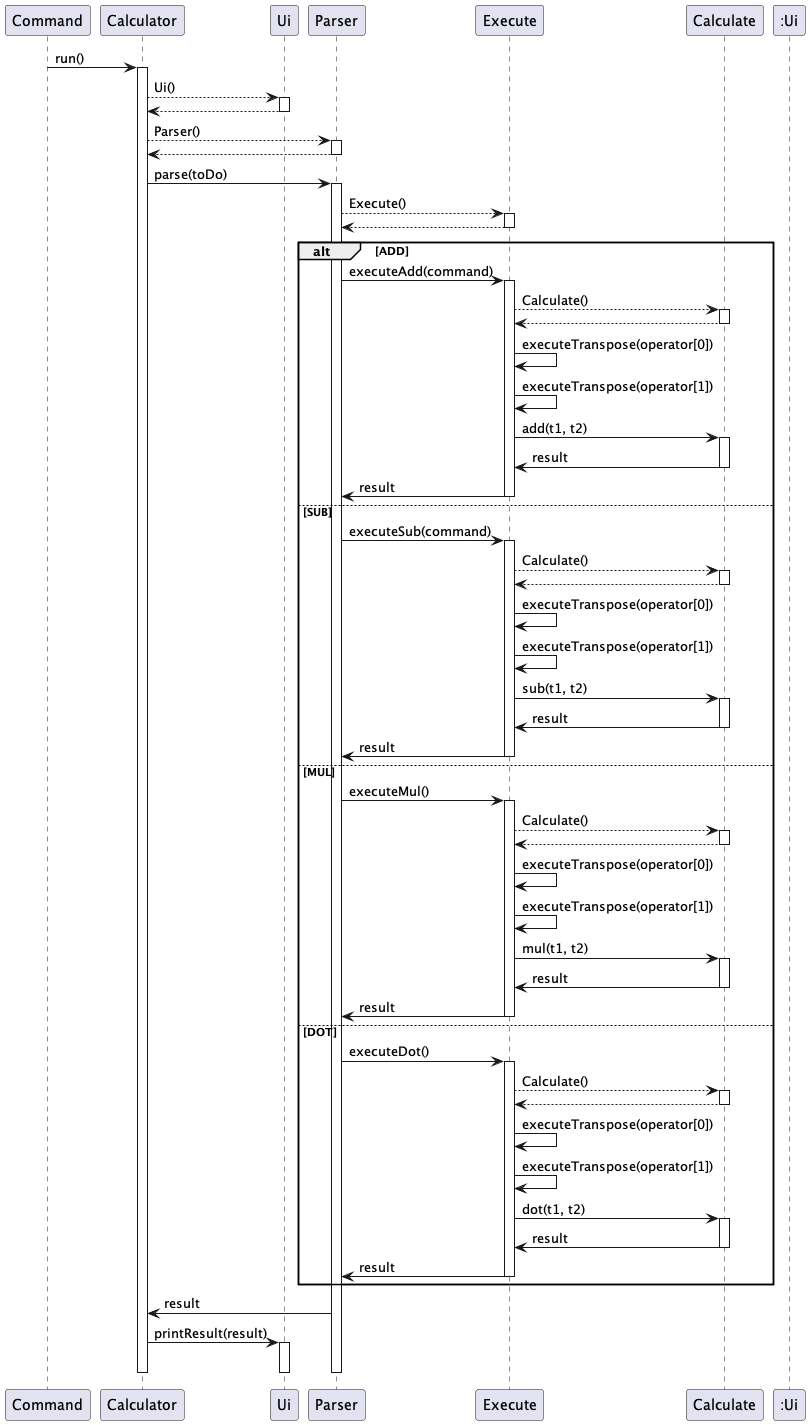 Command Calculator Ui Parser Execute Calculate :Ui
run()
Ui()
Parser()
parse(toDo)
Execute()
alt [ADD]
executeAdd(command)
Calculate()
executeTranspose(operator[0])
executeTranspose(operator[1])
add(t1, t2)
result
result
[SUB]
executeSub(command)
Calculate()
executeTranspose(operator[0])
executeTranspose(operator[1])
sub(t1, t2)
result
result
[MUL]
executeMul()
Calculate()
executeTranspose(operator[0])
executeTranspose(operator[1])
mul(t1, t2)
result
result
[DOT]
executeDot()
Calculate()
executeTranspose(operator[0])
executeTranspose(operator[1])
dot(t1, t2)
result
result
result
printResult(result)
Command Calculator Ui Parser Execute Calculate :Ui